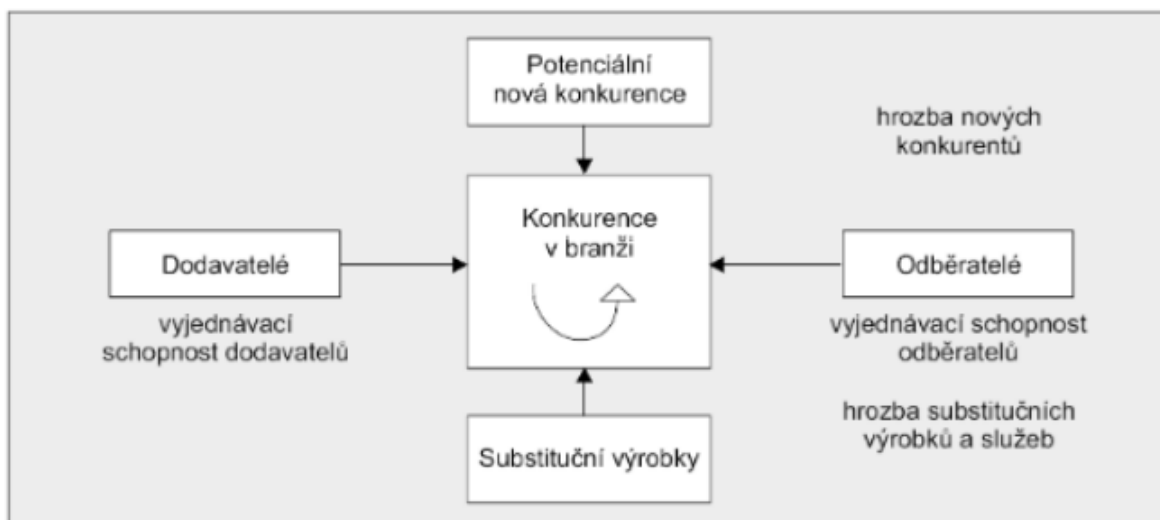 Potenciální
nová konkurence
hrozba nových
konkurentů
Konkurence
v branži
Dodavatelé
Odběratelé
vyjednávací
schopnost dodavatelů
vyjednávací schopnost
odběratelů
hrozba substitučních
výrobků a služeb
Substituční výrobky